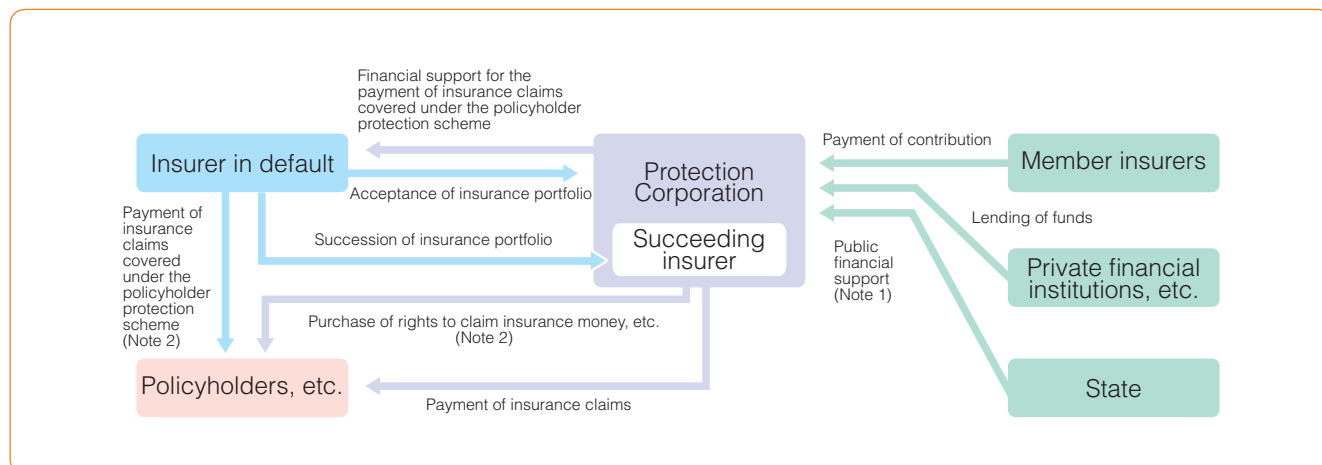 Financial support for the
payment of insurance claims
covered under the policyholder
protection scheme
Insurer in default
Acceptance of insurance portfolio
Protection
Corporation
Payment of contribution
Member insurers
Payment of
insurance
claims
covered
under the
policyholder
protection
scheme
(Note 2)
Succession of insurance portfolio
Succeeding
insurer
Lending of funds
Public
financial
support
(Note 1)
Private financial
institutions, etc.
Purchase of rights to claim insurance money, etc.
(Note 2)
Policyholders, etc.
Payment of insurance claims
State